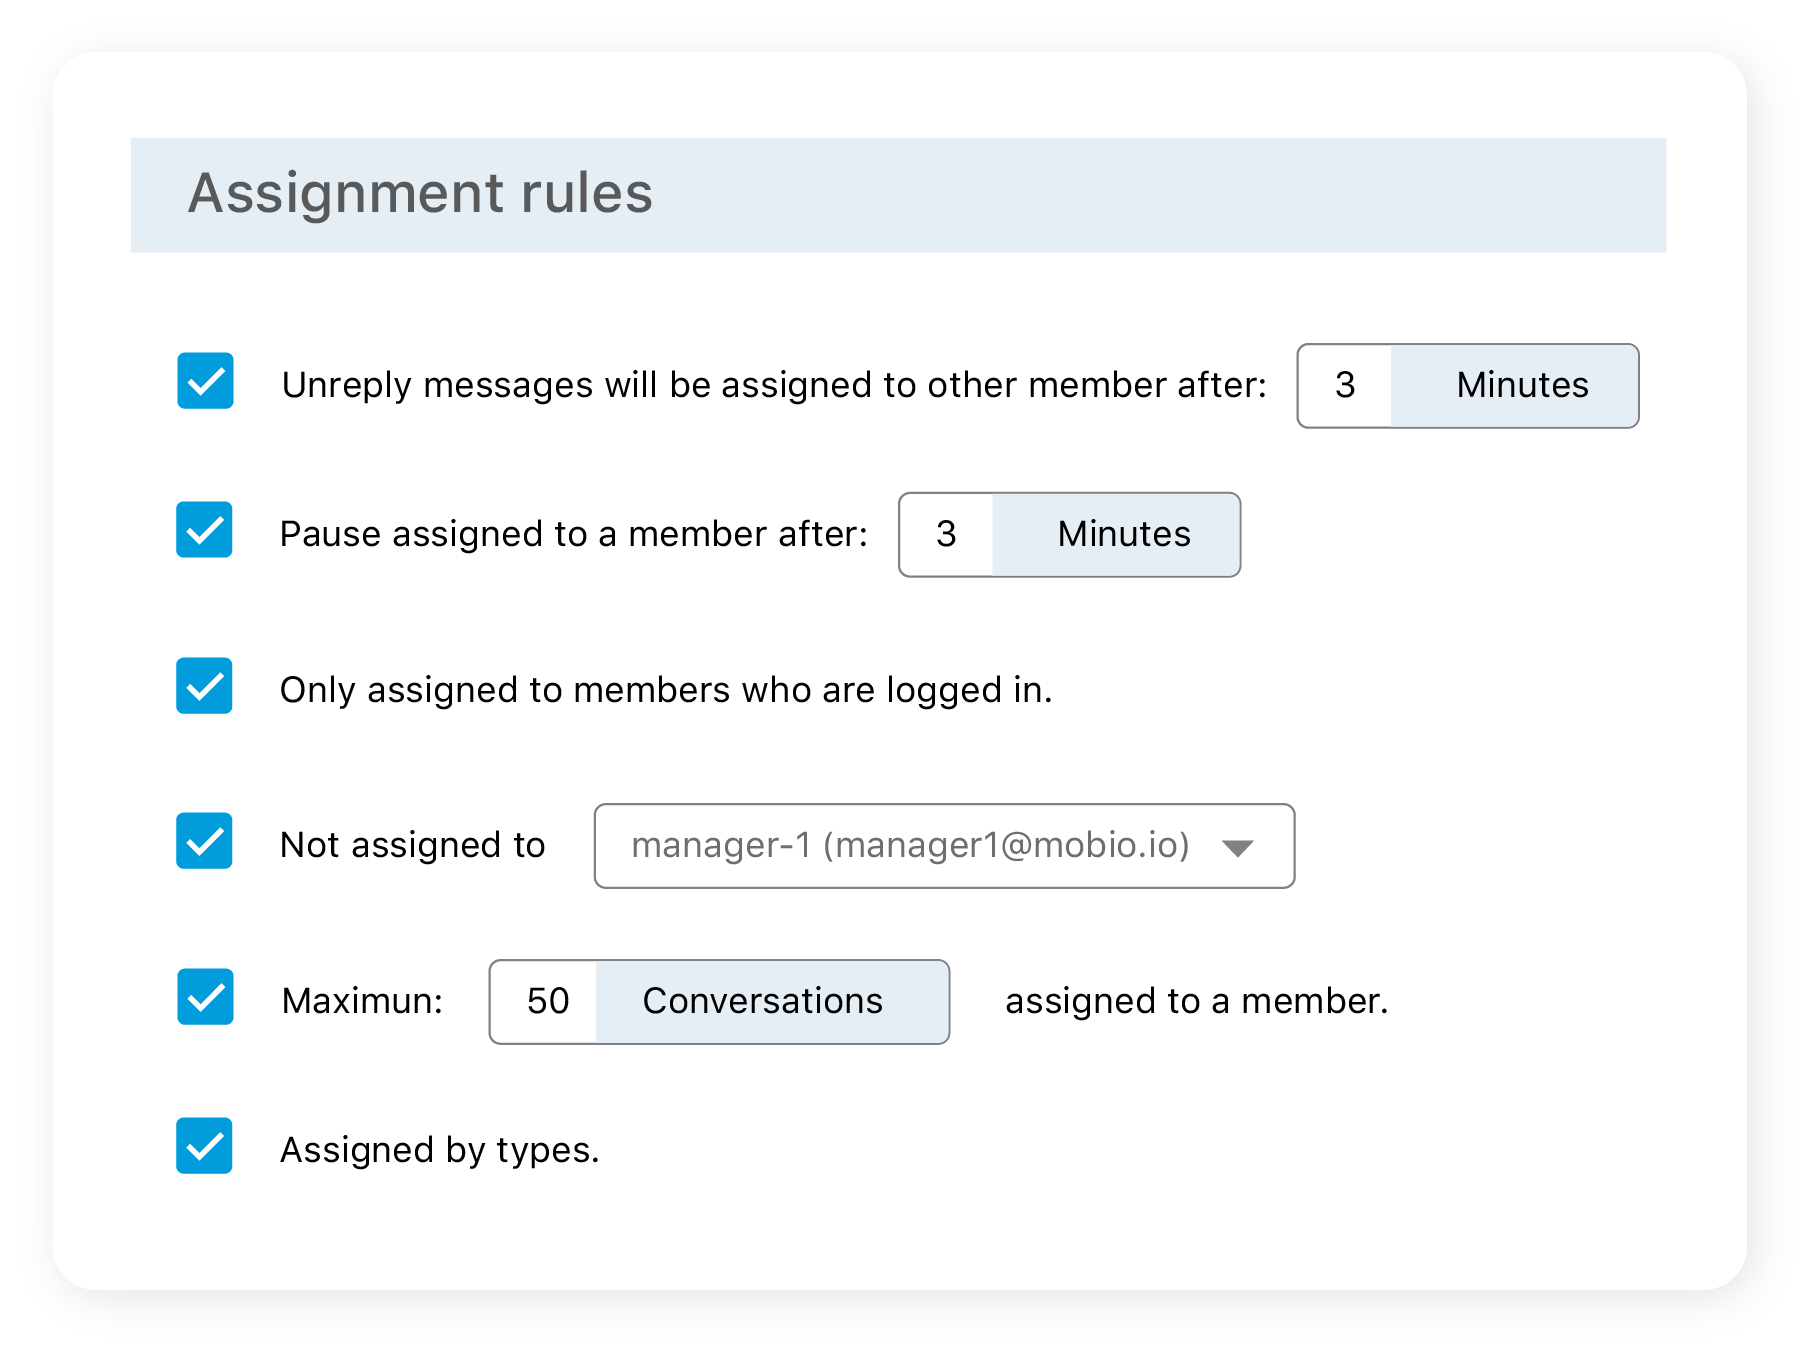 Assignment rules
Unreply messages will be assigned to other member after: 3 Minutes
Pause assigned to a member after: 3 Minutes
Only assigned to members who are logged in.
Not assigned to manager-1 (manager1@mobio.io)
Maximun: 50 Conversations assigned to a member.
Assigned by types.